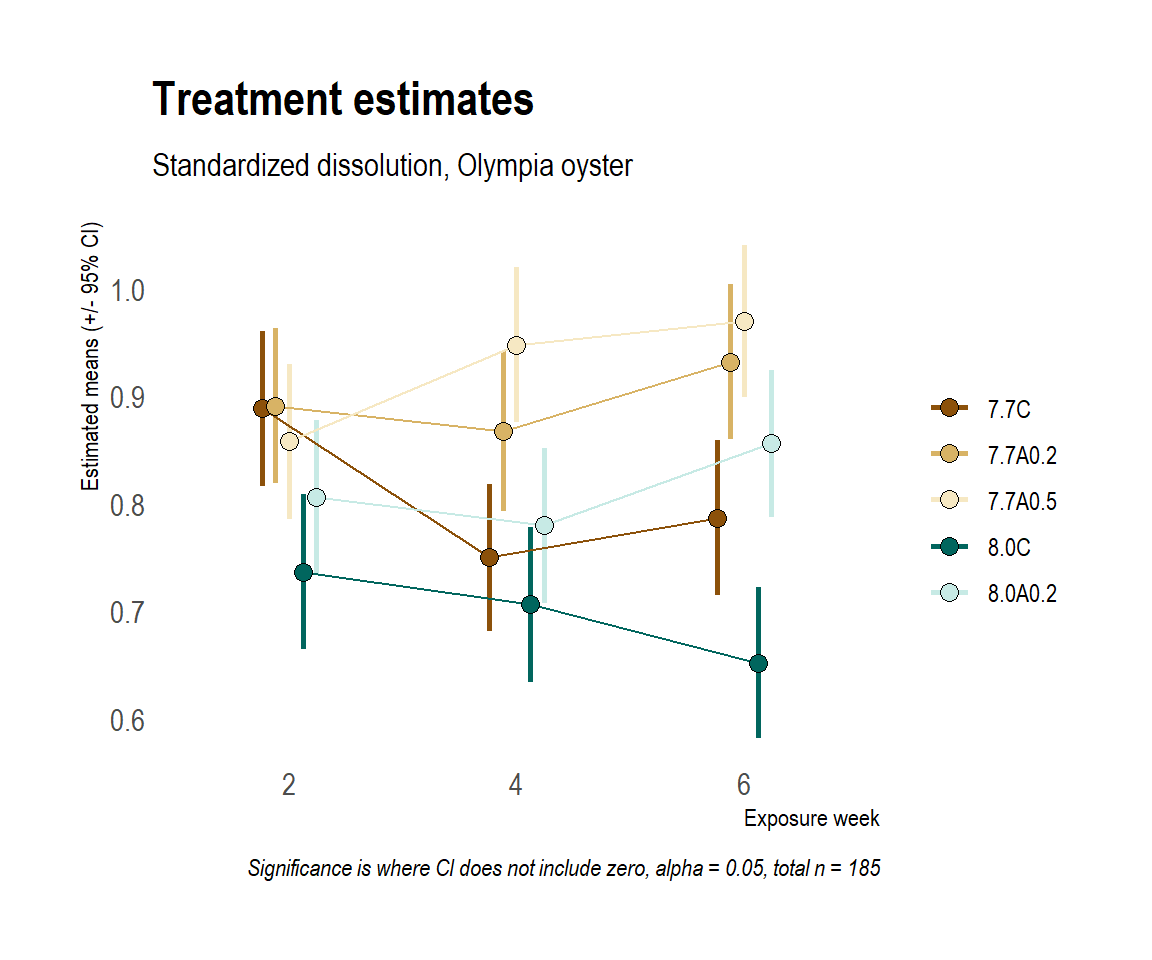 Treatment estimates
Standardized dissolution, Olympia oyster
Estimated means (+/- 95% CI)
1.0
0.9
0.8
0.7
0.6
2
4
6
Exposure week
7.7C
7.7A0.2
7.7A0.5
8.0C
8.0A0.2
Significance is where CI does not include zero, alpha = 0.05, total n = 185